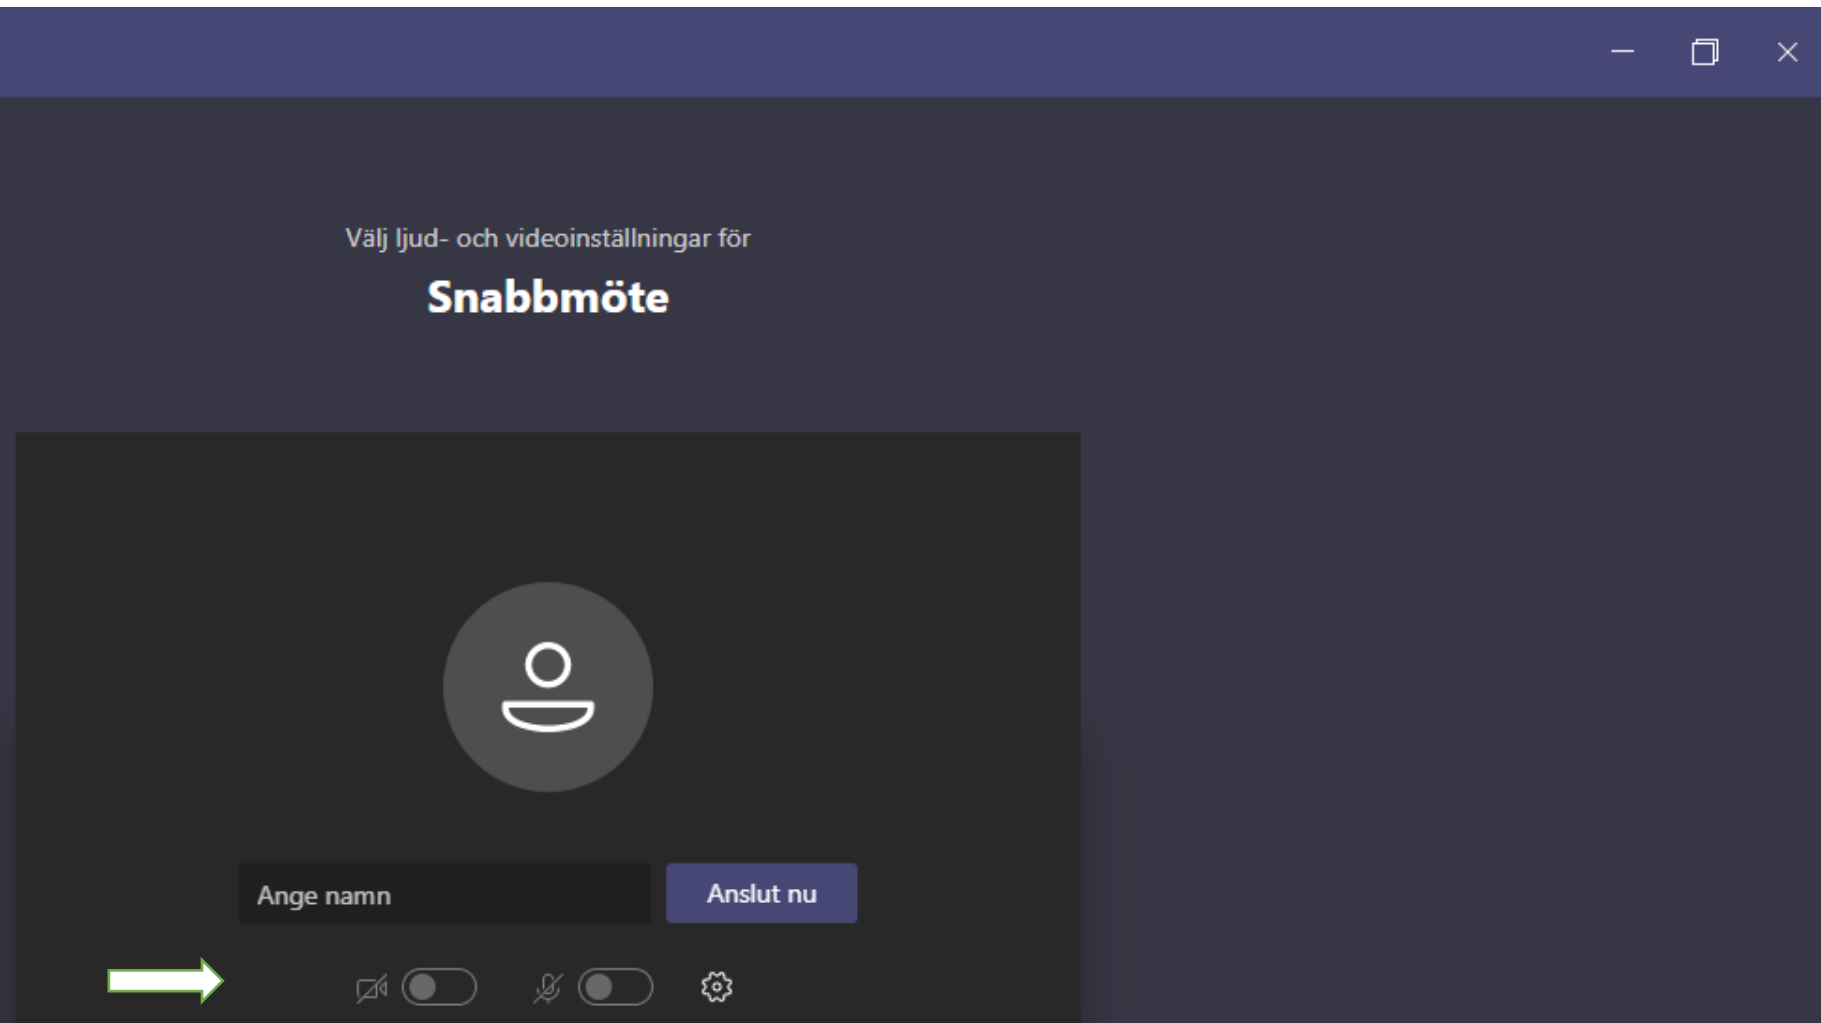 Välj ljud- och videoinställningar för
Snabbmöte
Ange namn
Anslut nu